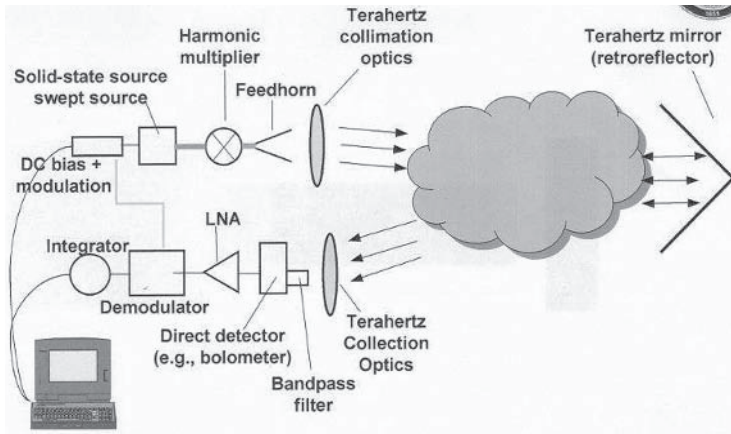 Harmonic
multiplier
Terahertz
collimation
optics
Terahertz mirror
(retroreflector)
Solid-state source
swept source
Feedhorn
DC bias +
modulation
LNA
Integrator
Demodulator
Direct detector
(e.g., bolometer)
Terahertz
Collection
Optics
Bandpass
filter